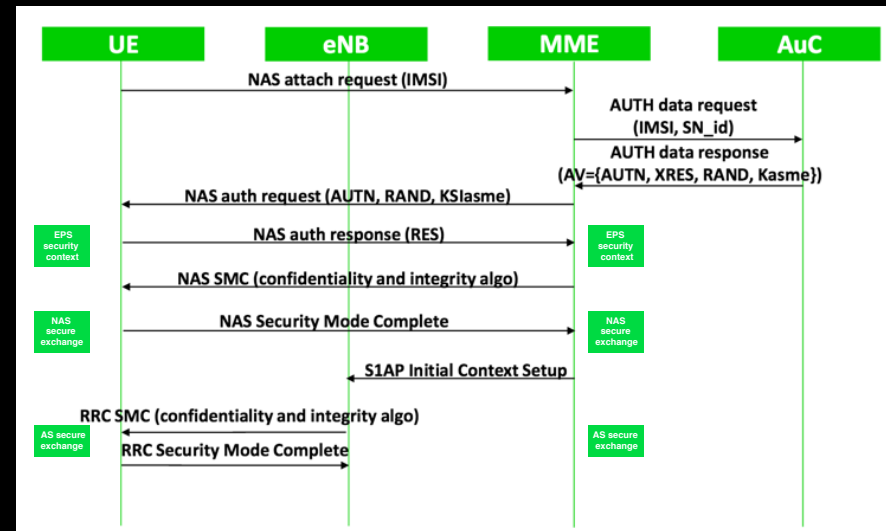 UE
eNB
MME
AuC
NAS attach request (IMSI)
AUTH data request
(IMSI, SN_id)
AUTH data response
(AV={AUTN, XRES, RAND, Kasme})
NAS auth request (AUTN, RAND, KSIasme)
EPS
security
context
NAS auth response (RES)
EPS
security
context
NAS SMC (confidentiality and integrity algo)
NAS
secure
exchange
NAS Security Mode Complete
NAS
secure
exchange
S1AP Initial Context Setup
RRC SMC (confidentiality and integrity algo)
AS secure
exchange
AS secure
exchange
RRC Security Mode Complete